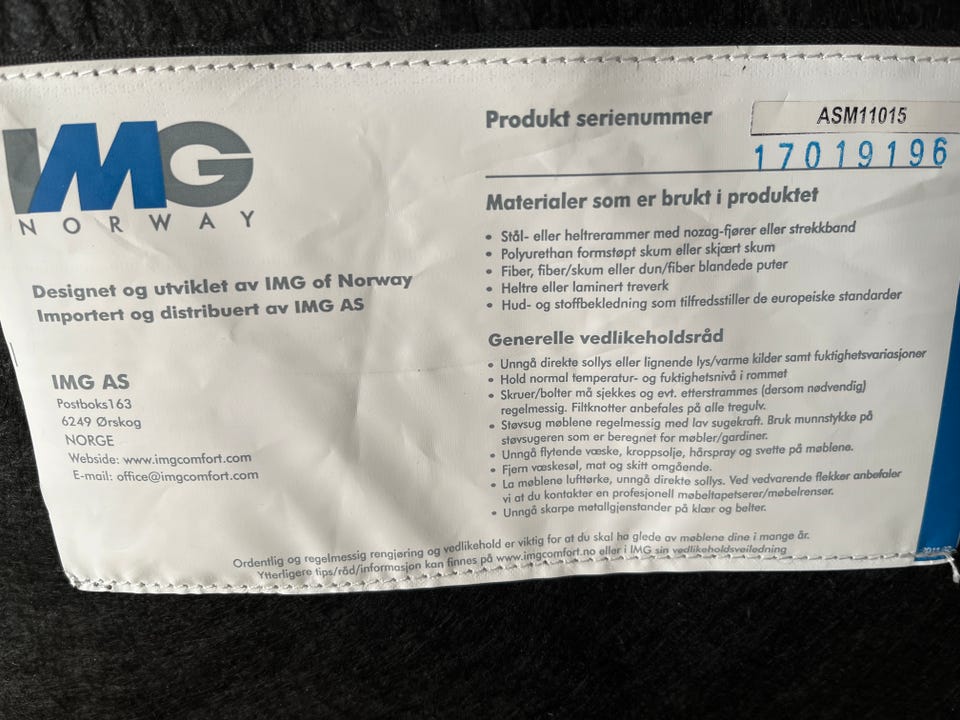 IMG
NORWAY
Designet og utviklet av IMG of Norway
Importert og distribuert av IMG AS
IMG AS
Postboks163
6249 Ørskog
NORGE
Webside: www.imgcomfort.com
E-mail: office@imgcomfort.com
Produkt serienummer
ASM11015
17019196
Materialer som er brukt i produktet
• Stål- eller heltrerammer med nozag-fjører eller strekkband
• Polyurethan formstøpt skum eller skjært skum
• Fiber, fiber/skum eller dun/fiber blandede puter
• Heltre eller laminert treverk
• Hud- og stoffbekledning som tilfredsstiller de europeiske standarder
Generelle vedlikeholdsråd
• Unngå direkte sollys eller lignende lys/varme kilder samt fuktighetsvariasjoner
• Hold normal temperatur- og fuktighetsnivå i rommet
• Skruer/bolter må sjekkes og evt. etterstrammes (dersom nødvendig)
regelmessig. Filtknotter anbefales på alle tregulv.
• Støvsug møblene regelmessig med lav sugekraft. Bruk munnstykke på
støvsugeren som er beregnet for møbler/gardiner.
• Unngå flytende væske, kroppsolje, hårspray og svette på møblene.
• Fjern væskesøl, mat og skitt omgående.
• La møblene lufttørke, unngå direkte sollys. Ved vedvarende flekker anbefaler
vi at du kontakter en profesjonell møbeltapetserer/møbelrenser.
• Unngå skarpe metallgjenstander på klær og belter.
Ordentlig og regelmessig rengjøring og vedlikehold er viktig for at du skal ha glede av møblene dine i mange år.
Ytterligere tips/råd/informasjon kan finnes på www.imgcomfort.no eller i IMG sin vedlikeholdsveiledning